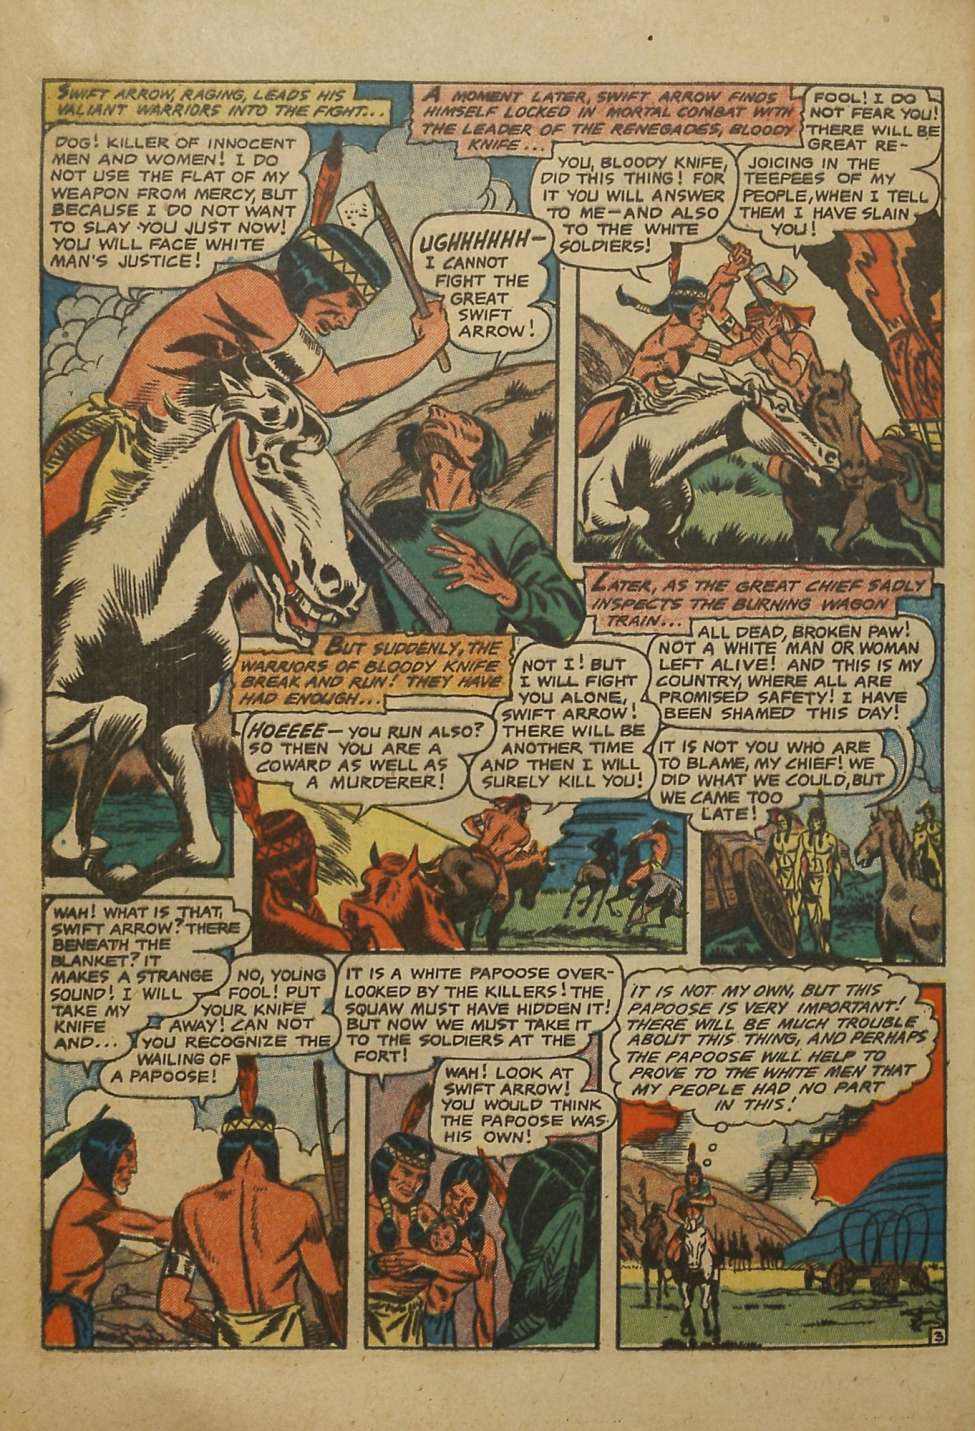 SWIFT ARROW, RAGING, LEADS HIS
VALIANT WARRIORS INTO THE FIGHT...
DOG! KILLER OF INNOCENT
MEN AND WOMEN! I DO
NOT USE THE FLAT OF MY
WEAPON FROM MERCY, BUT
BECAUSE I DO NOT WANT
TO SLAY YOU JUST NOW!
YOU WILL FACE WHITE
MAN'S JUSTICE!
UGHHHHHH—
I CANNOT
FIGHT THE
GREAT
SWIFT
ARROW!
A MOMENT LATER, SWIFT ARROW FINDS
HIMSELF LOCKED IN MORTAL COMBAT WITH
THE LEADER OF THE RENEGADES, BLOODY
KNIFE...
YOU, BLOODY KNIFE,
DID THIS THING! FOR
IT YOU WILL ANSWER
TO ME—AND ALSO
TO THE WHITE
SOLDIERS!
FOOL! I DO
NOT FEAR YOU!
THERE WILL BE
GREAT RE-
JOICING IN THE
TEEPEES OF MY
PEOPLE, WHEN I TELL
THEM I HAVE SLAIN
YOU!
BUT SUDDENLY, THE
WARRIORS OF BLOODY KNIFE
BREAK AND RUN! THEY HAVE
HAD ENOUGH...
HOEEEE—YOU RUN ALSO?
SO THEN YOU ARE A
COWARD AS WELL AS
A MURDERER!
NOT I! BUT
I WILL FIGHT
YOU ALONE,
SWIFT ARROW!
THERE WILL BE
ANOTHER TIME
AND THEN I WILL
SURELY KILL YOU!
LATER, AS THE GREAT CHIEF SADLY
INSPECTS THE BURNING WAGON
TRAIN...
ALL DEAD, BROKEN PAW!
NOT A WHITE MAN OR WOMAN
LEFT ALIVE! AND THIS IS MY
COUNTRY, WHERE ALL ARE
PROMISED SAFETY! I HAVE
BEEN SHAMED THIS DAY!
IT IS NOT YOU WHO ARE
TO BLAME, MY CHIEF! WE
DID WHAT WE COULD, BUT
WE CAME TOO
LATE!
WAH! WHAT IS THAT,
SWIFT ARROW? THERE
BENEATH THE
BLANKET? IT
MAKES A STRANGE
SOUND! I WILL
TAKE MY
KNIFE
AND...
NO, YOUNG
FOOL! PUT
YOUR KNIFE
AWAY! CAN NOT
YOU RECOGNIZE THE
WAILING OF
A PAPOOSE!
IT IS A WHITE PAPOOSE OVER-
LOOKED BY THE KILLERS! THE
SQUAW MUST HAVE HIDDEN IT!
BUT NOW WE MUST TAKE IT
TO THE SOLDIERS AT THE
FORT!
WAH! LOOK AT
SWIFT ARROW!
YOU WOULD THINK
THE PAPOOSE WAS
HIS OWN!
IT IS NOT MY OWN, BUT THIS
PAPOOSE IS VERY IMPORTANT!
THERE WILL BE MUCH TROUBLE
ABOUT THIS THING, AND PERHAPS
THE PAPOOSE WILL HELP TO
PROVE TO THE WHITE MEN THAT
MY PEOPLE HAD NO PART
IN THIS!
3